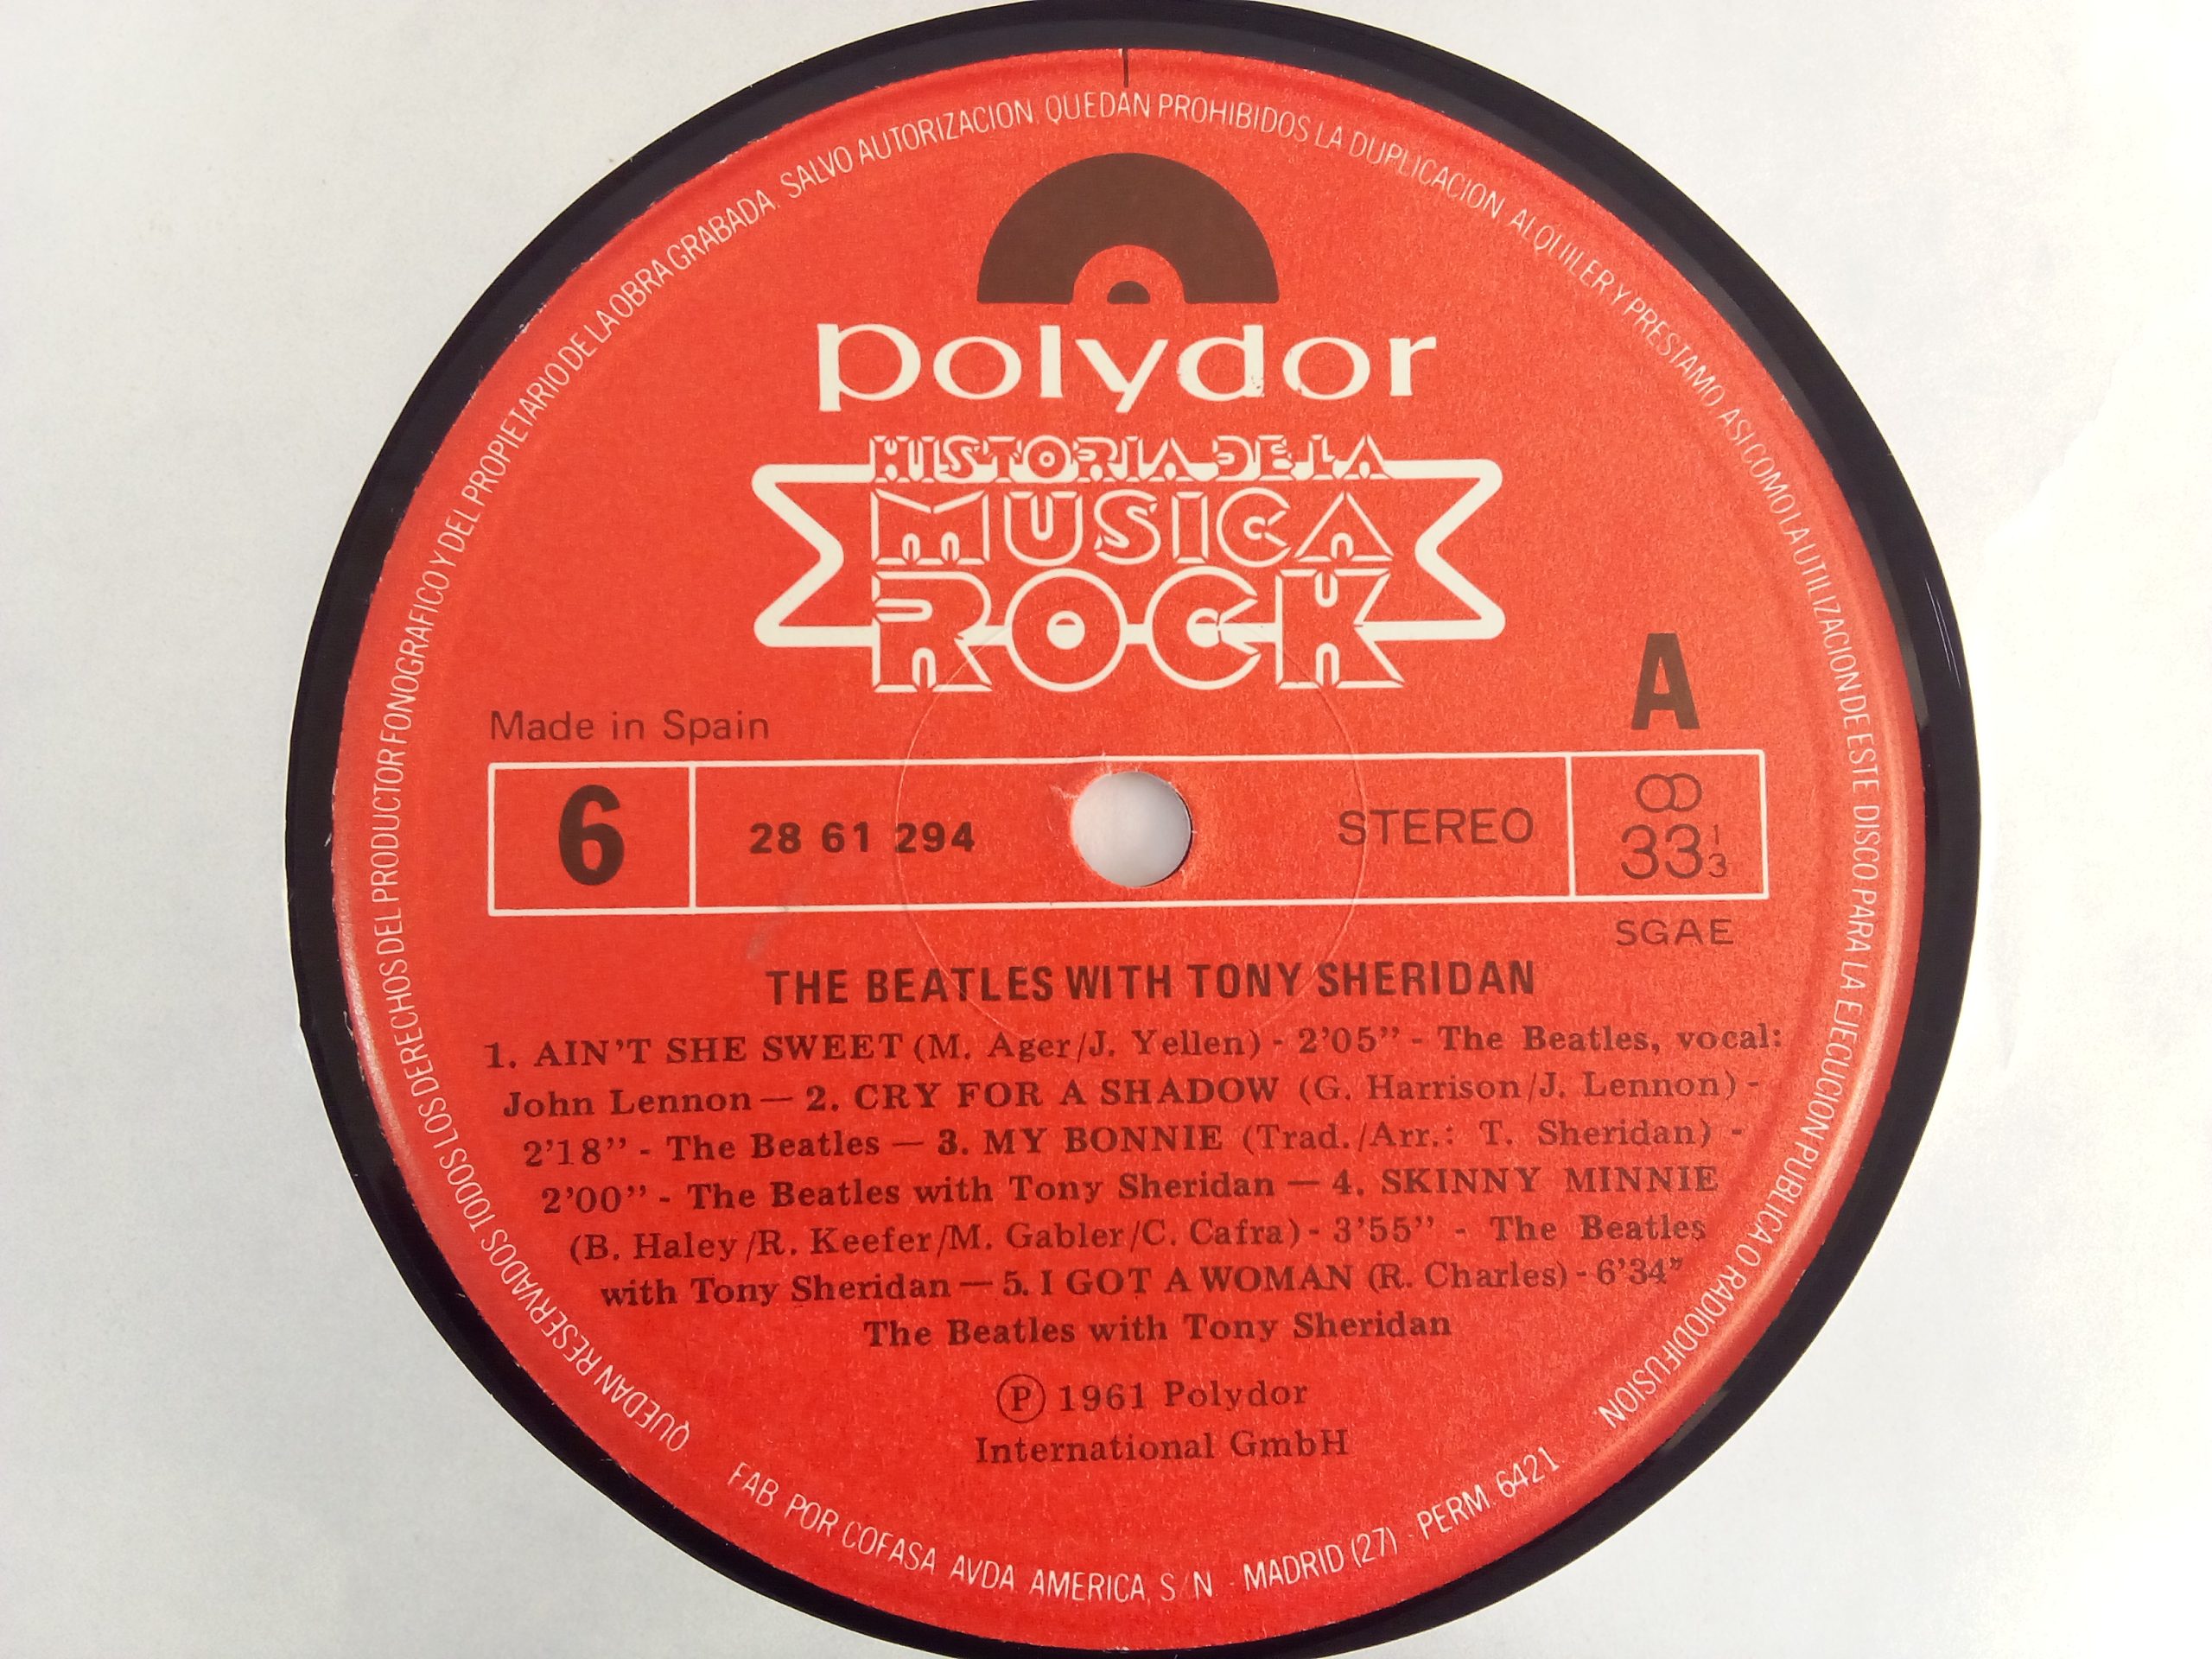 QUEDAN RESERVADOS TODOS LOS DERECHOS DEL PRODUCTOR FONOGRAFICO Y DEL PROPIETARIO DE LA OBRA GRABADA. SALVO AUTORIZACION, QUEDAN PROHIBIDOS LA DUPLICACION ALQUILER Y PRESTAMO ASI COMO LA UTILIZACION DE ESTE DISCO PARA LA EJECUCION PUBLICA O RADIODIFUSION
polydor
HISTORIA DE LA
MUSICA
ROCK
A
Made in Spain
6 28 61 294 STEREO 33 1/3
SGAE
THE BEATLES WITH TONY SHERIDAN
1. AIN'T SHE SWEET (M. Ager/J. Yellen) - 2'05" - The Beatles, vocal:
John Lennon — 2. CRY FOR A SHADOW (G. Harrison/J. Lennon) -
2'18" - The Beatles — 3. MY BONNIE (Trad./Arr.: T. Sheridan) -
2'00" - The Beatles with Tony Sheridan — 4. SKINNY MINNIE
(B. Haley/R. Keefer/M. Gabler/C. Cafra) - 3'55" - The Beatles
with Tony Sheridan — 5. I GOT A WOMAN (R. Charles) - 6'34"
The Beatles with Tony Sheridan
Ⓟ 1961 Polydor
International GmbH
FAB. POR COFASA AVDA AMERICA, S/N - MADRID (27) - PERM. 6421